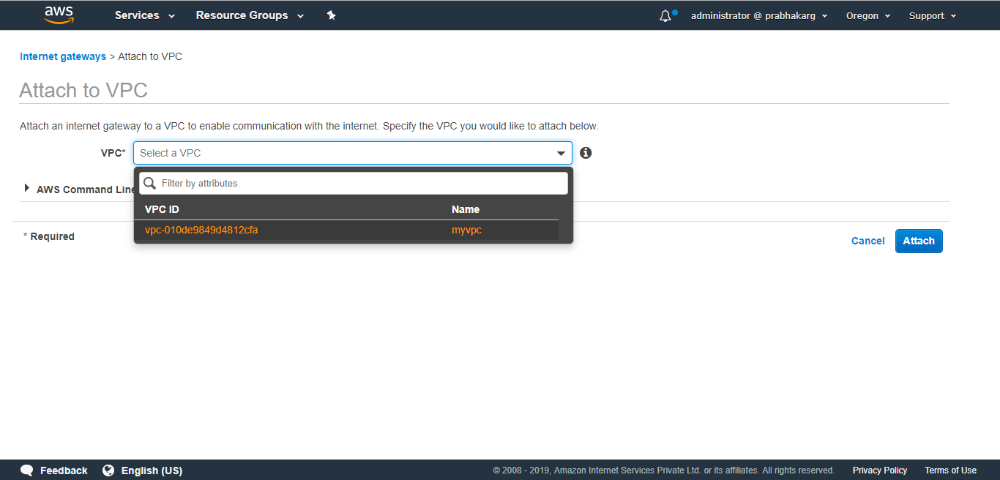 aws Services Resource Groups administrator @ prabhakarg Oregon Support
Internet gateways > Attach to VPC
Attach to VPC
Attach an internet gateway to a VPC to enable communication with the internet. Specify the VPC you would like to attach below.
VPC* Select a VPC
Filter by attributes
AWS Command Line
VPC ID Name
vpc-010de9849d4812cfa myvpc
* Required
Cancel Attach
Feedback English (US) © 2008 - 2019, Amazon Internet Services Private Ltd. or its affiliates. All rights reserved. Privacy Policy Terms of Use